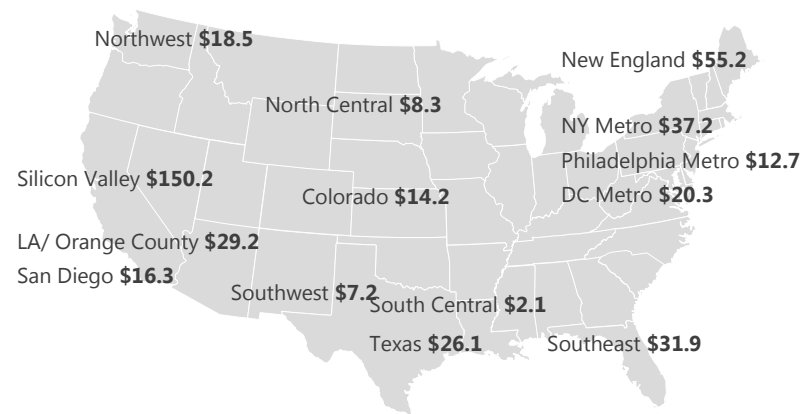 Northwest $18.5
New England $55.2
North Central $8.3
NY Metro $37.2
Philadelphia Metro $12.7
Silicon Valley $150.2
Colorado $14.2
DC Metro $20.3
LA/ Orange County $29.2
San Diego $16.3
Southwest $7.2
South Central $2.1
Texas $26.1
Southeast $31.9